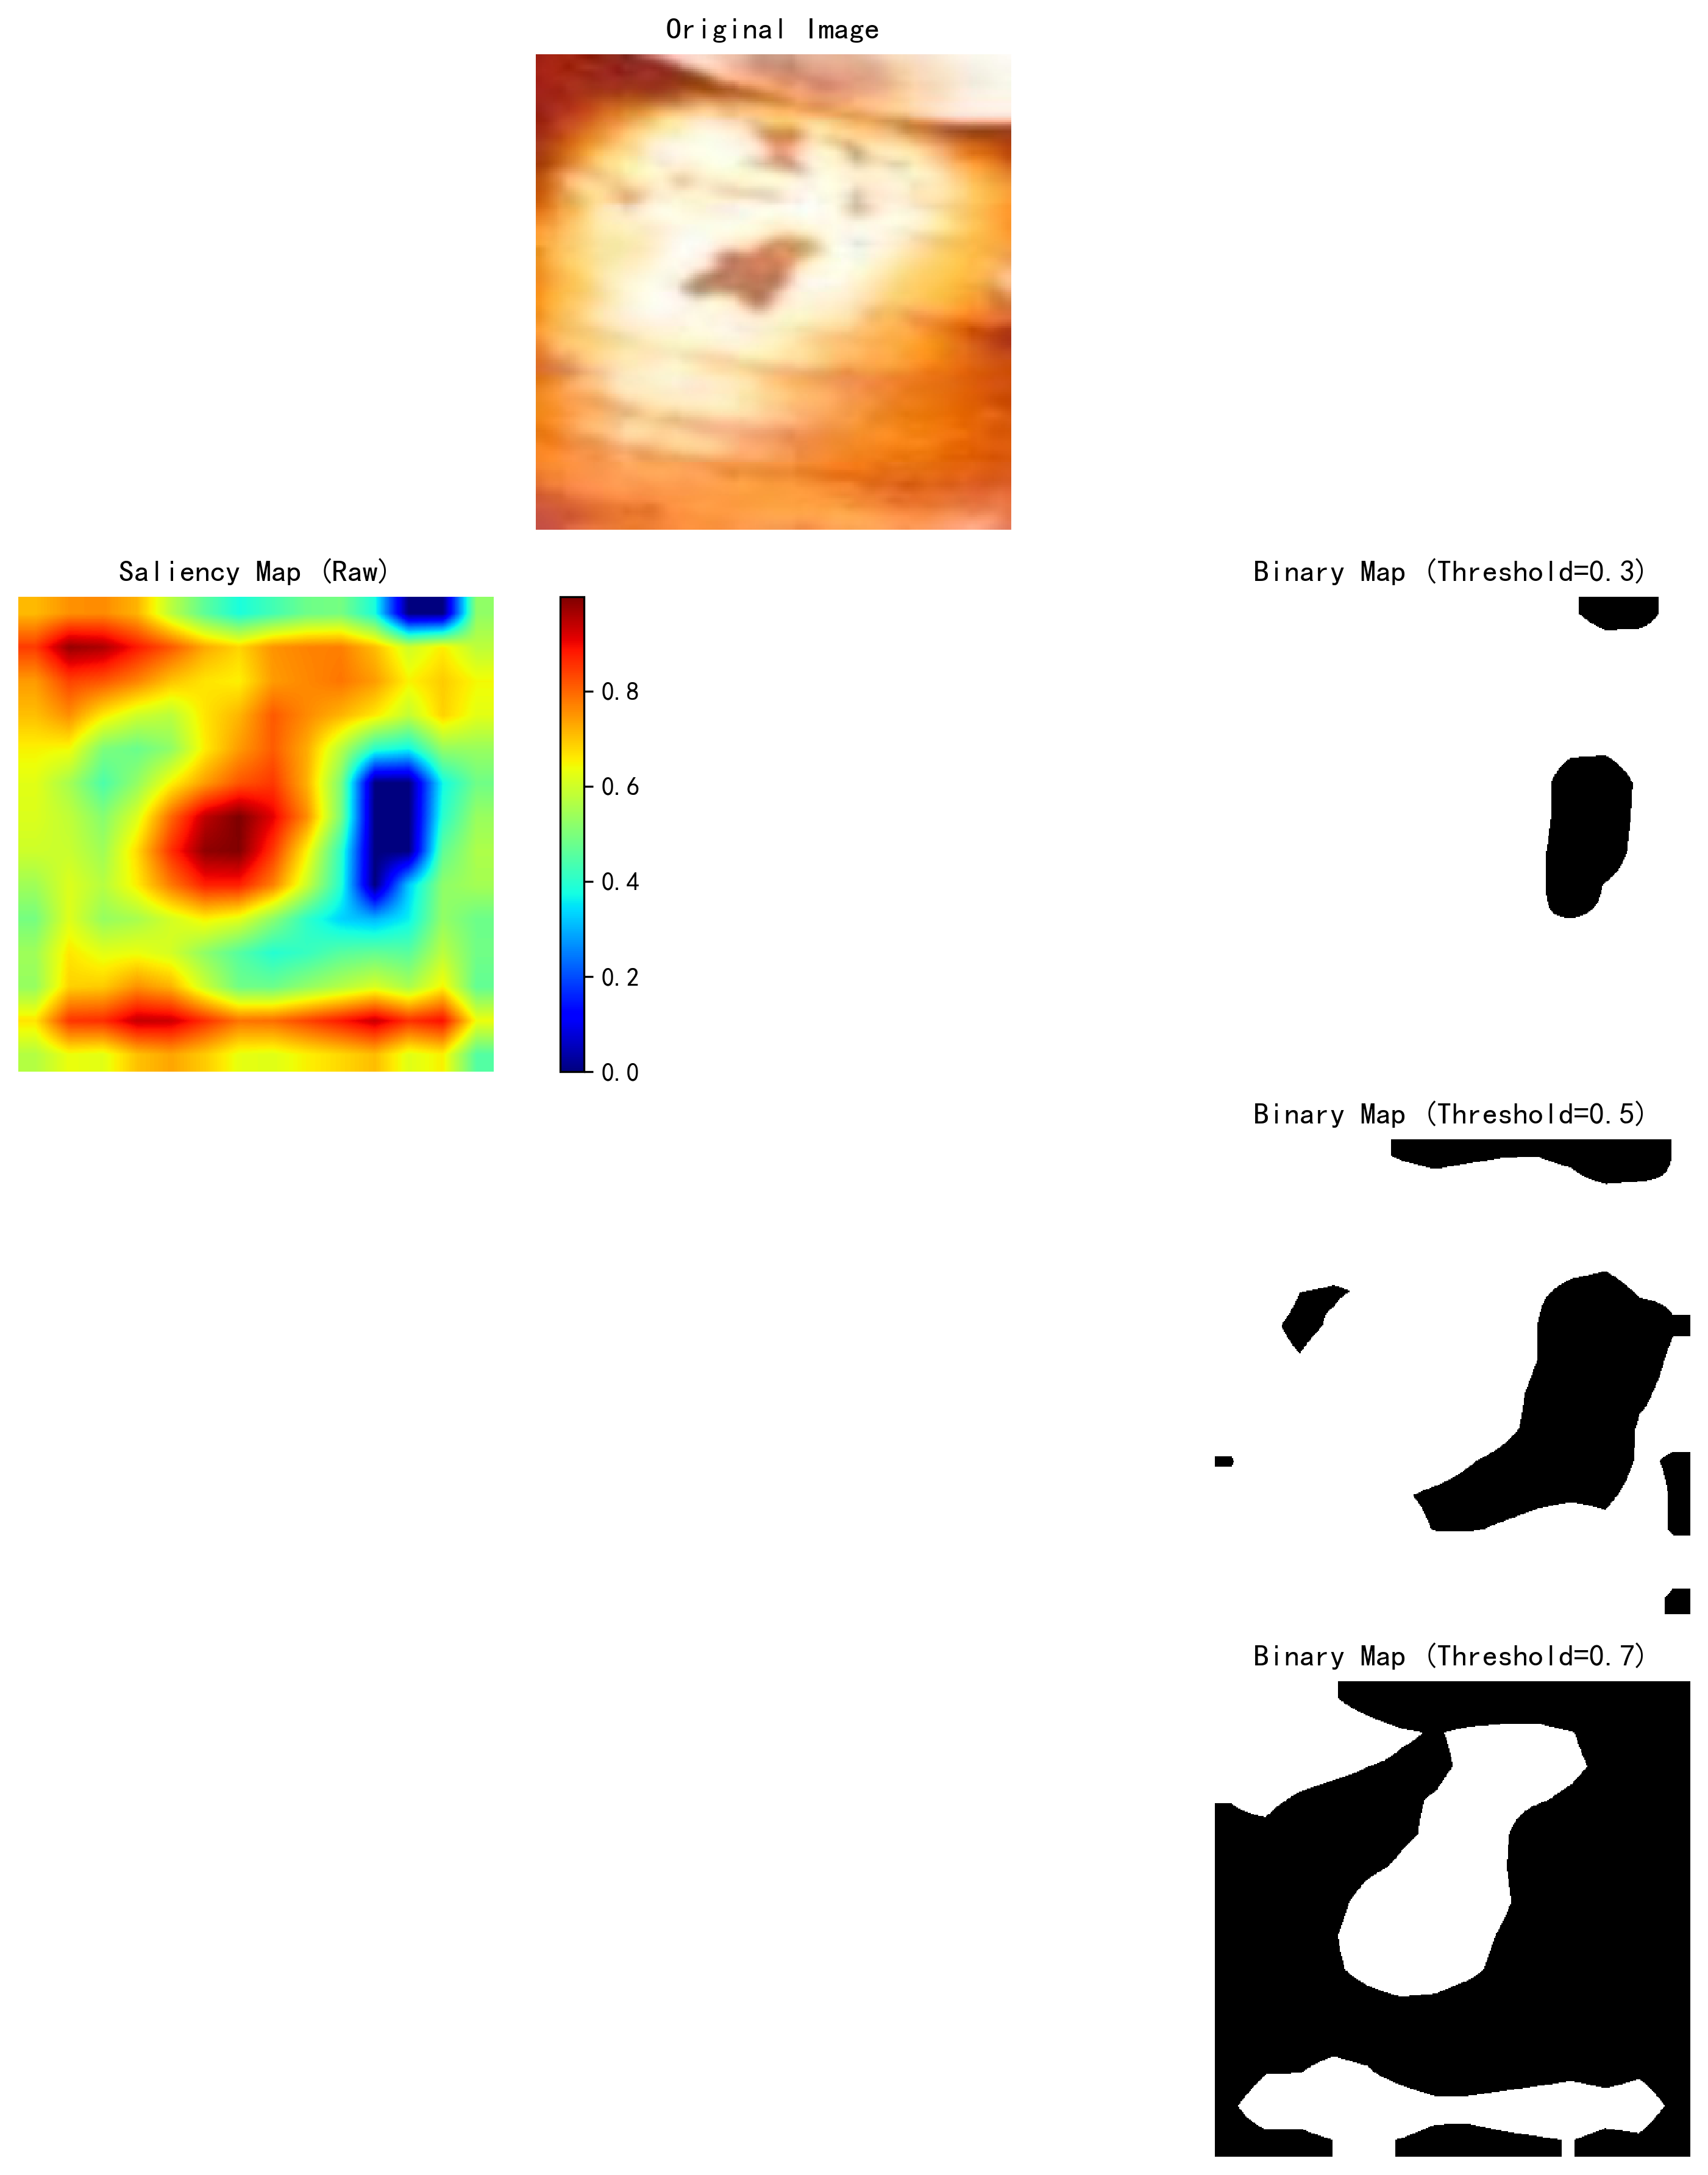 Original Image
Saliency Map (Raw)
Binary Map (Threshold=0.3)
0.8
0.6
0.4
0.2
0.0
Binary Map (Threshold=0.5)
Binary Map (Threshold=0.7)